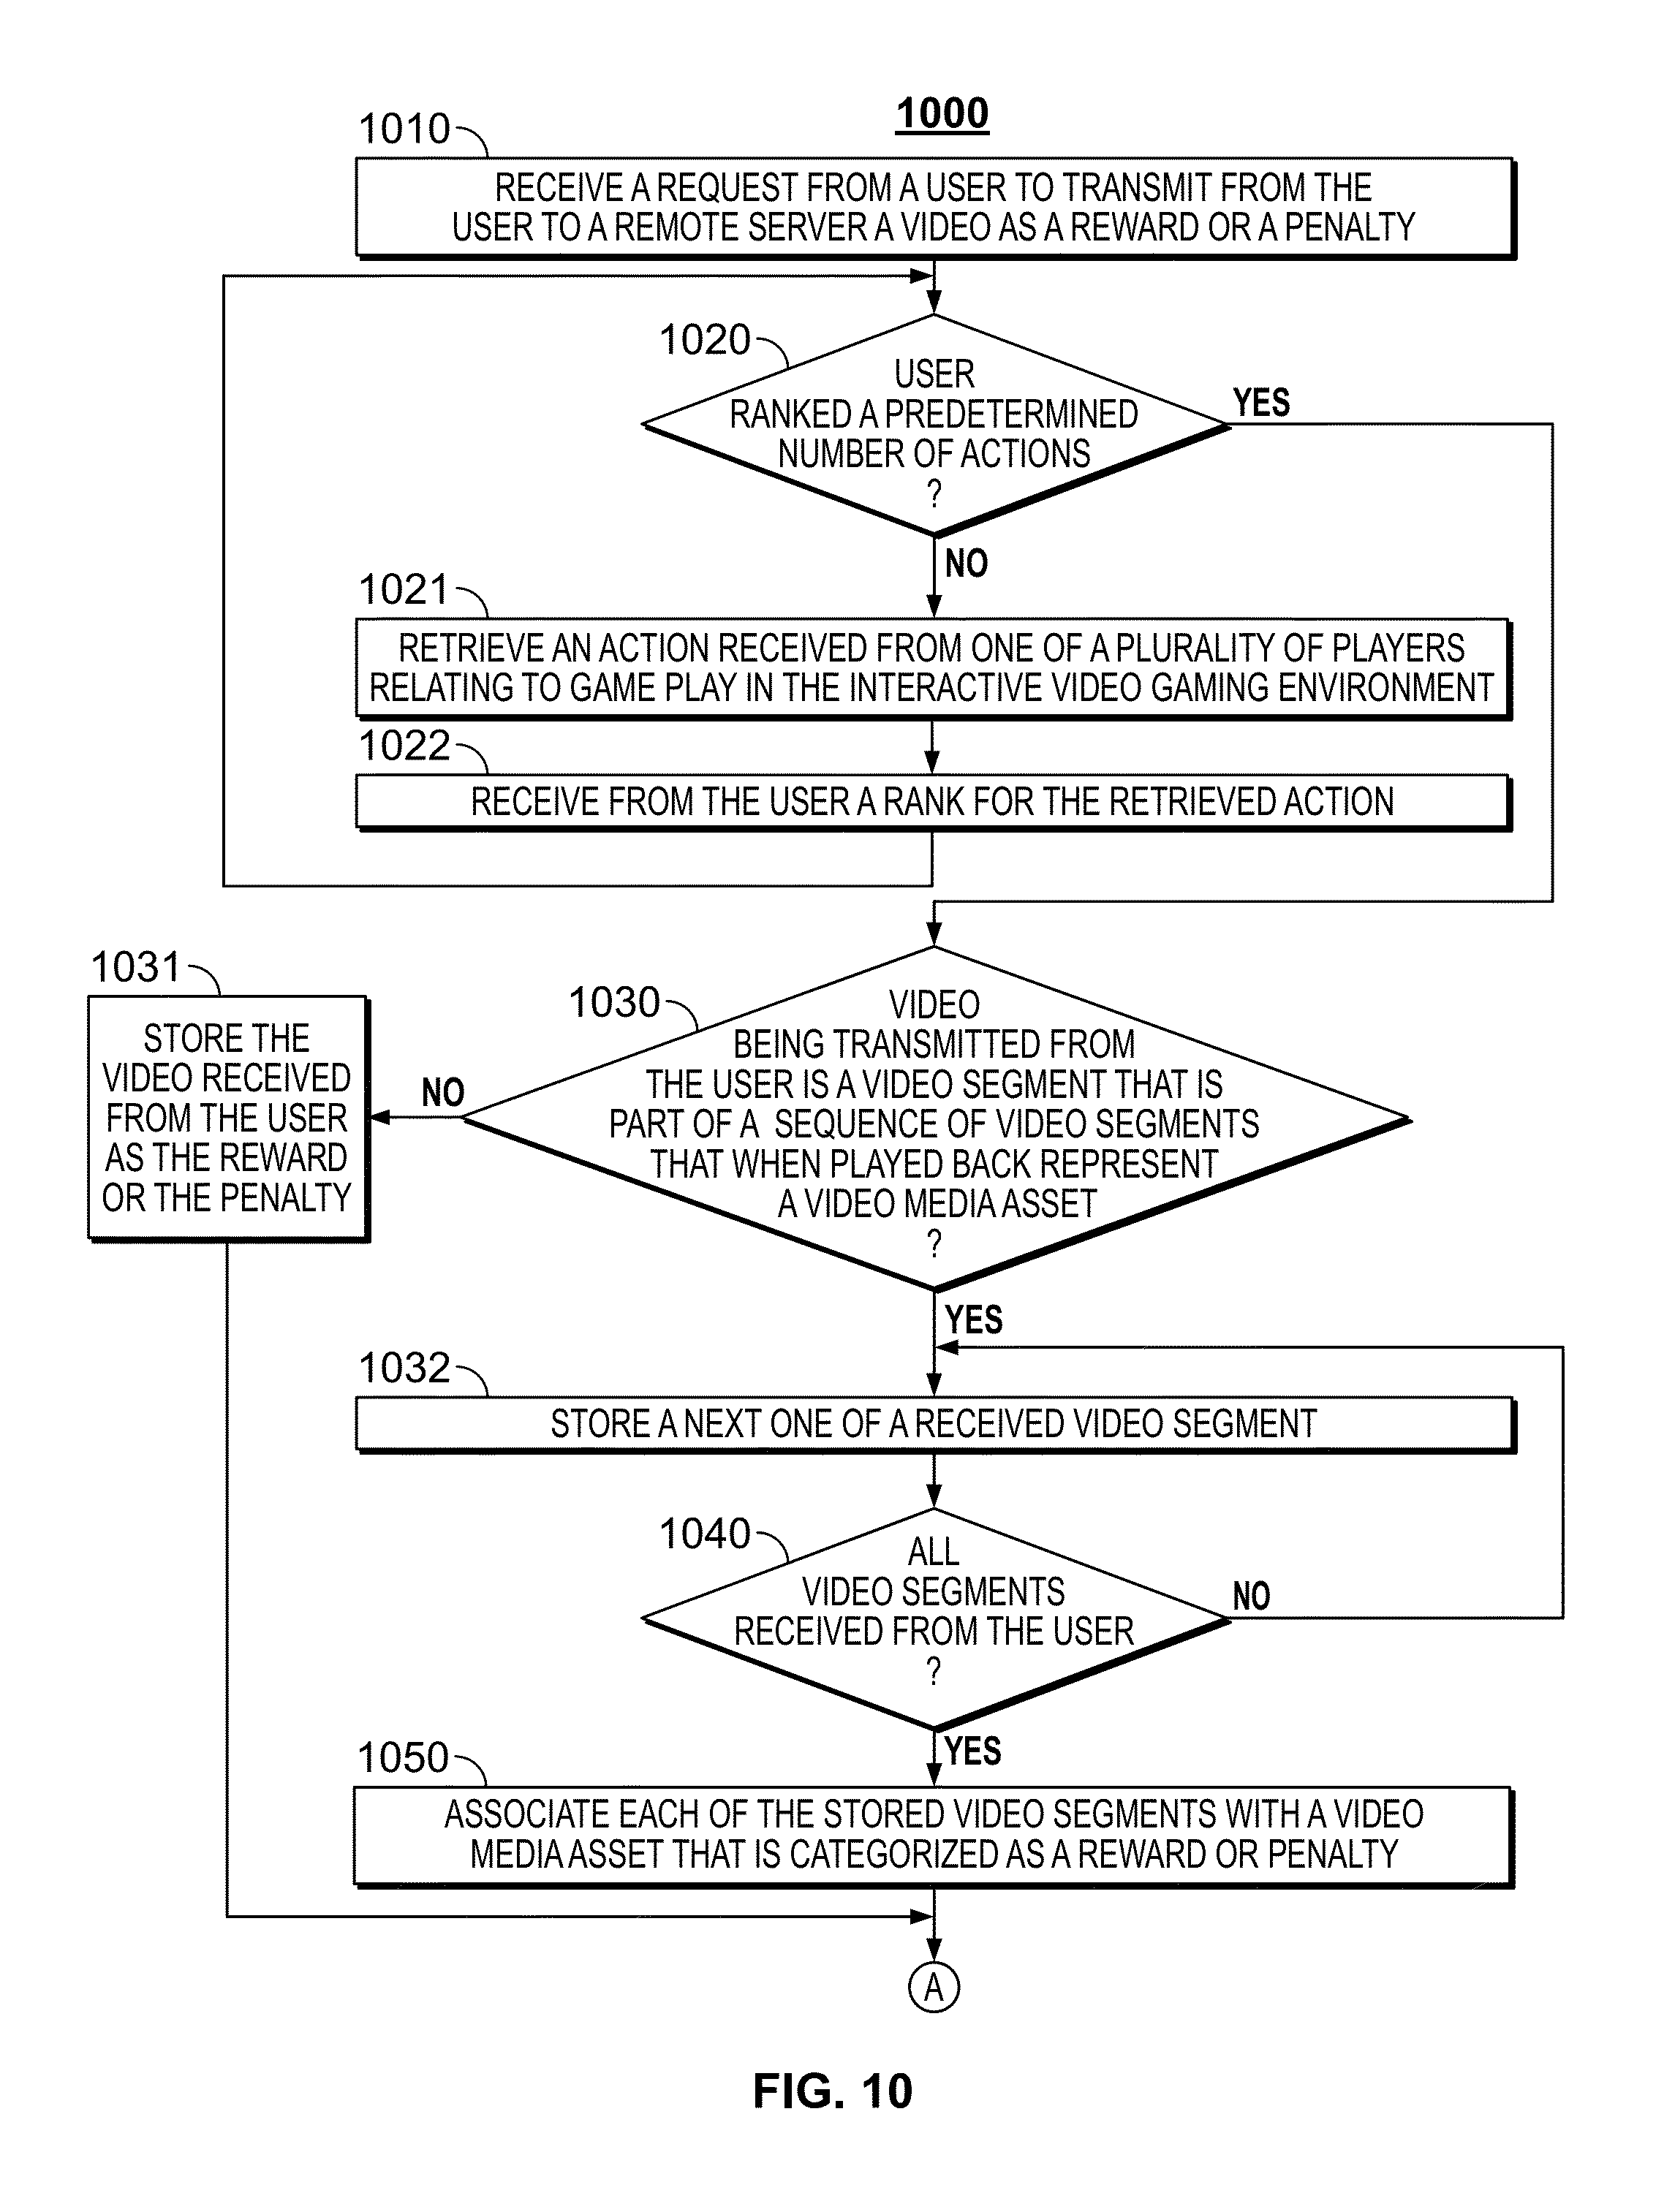 1000
1010
RECEIVE A REQUEST FROM A USER TO TRANSMIT FROM THE
USER TO A REMOTE SERVER A VIDEO AS A REWARD OR A PENALTY
1020
USER
RANKED A PREDETERMINED
NUMBER OF ACTIONS
?
YES
NO
1021
RETRIEVE AN ACTION RECEIVED FROM ONE OF A PLURALITY OF PLAYERS
RELATING TO GAME PLAY IN THE INTERACTIVE VIDEO GAMING ENVIRONMENT
1022
RECEIVE FROM THE USER A RANK FOR THE RETRIEVED ACTION
1030
VIDEO
BEING TRANSMITTED FROM
THE USER IS A VIDEO SEGMENT THAT IS
PART OF A SEQUENCE OF VIDEO SEGMENTS
THAT WHEN PLAYED BACK REPRESENT
A VIDEO MEDIA ASSET
?
NO
1031
STORE THE
VIDEO RECEIVED
FROM THE USER
AS THE REWARD
OR THE PENALTY
YES
1032
STORE A NEXT ONE OF A RECEIVED VIDEO SEGMENT
1040
ALL
VIDEO SEGMENTS
RECEIVED FROM THE USER
?
NO
YES
1050
ASSOCIATE EACH OF THE STORED VIDEO SEGMENTS WITH A VIDEO
MEDIA ASSET THAT IS CATEGORIZED AS A REWARD OR PENALTY
A
FIG. 10